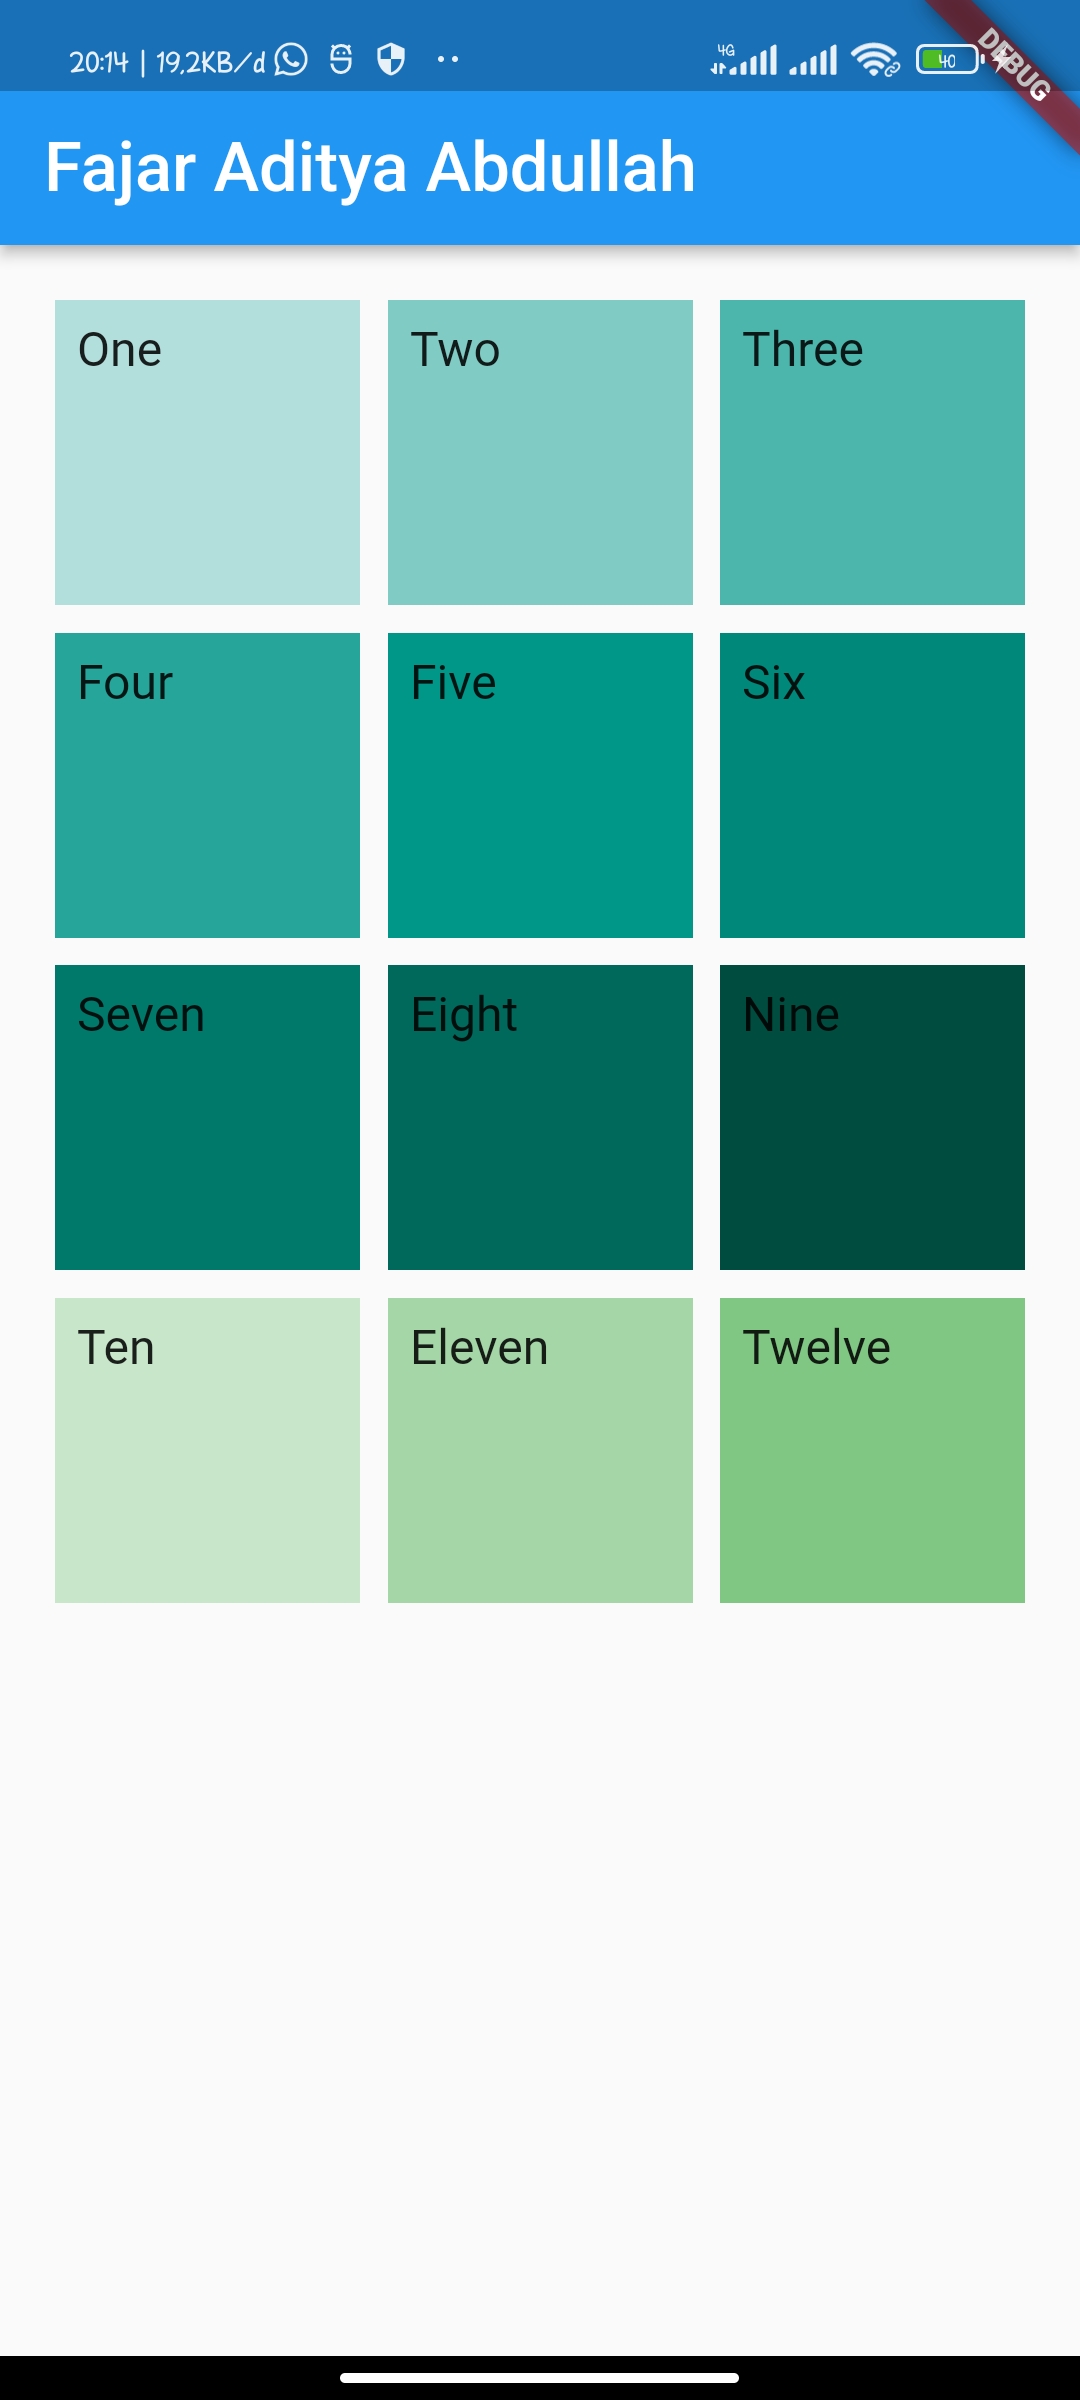 20:14 | 19,2KB/d 4G 40 DEBUG
Fajar Aditya Abdullah
One Two Three
Four Five Six
Seven Eight Nine
Ten Eleven Twelve